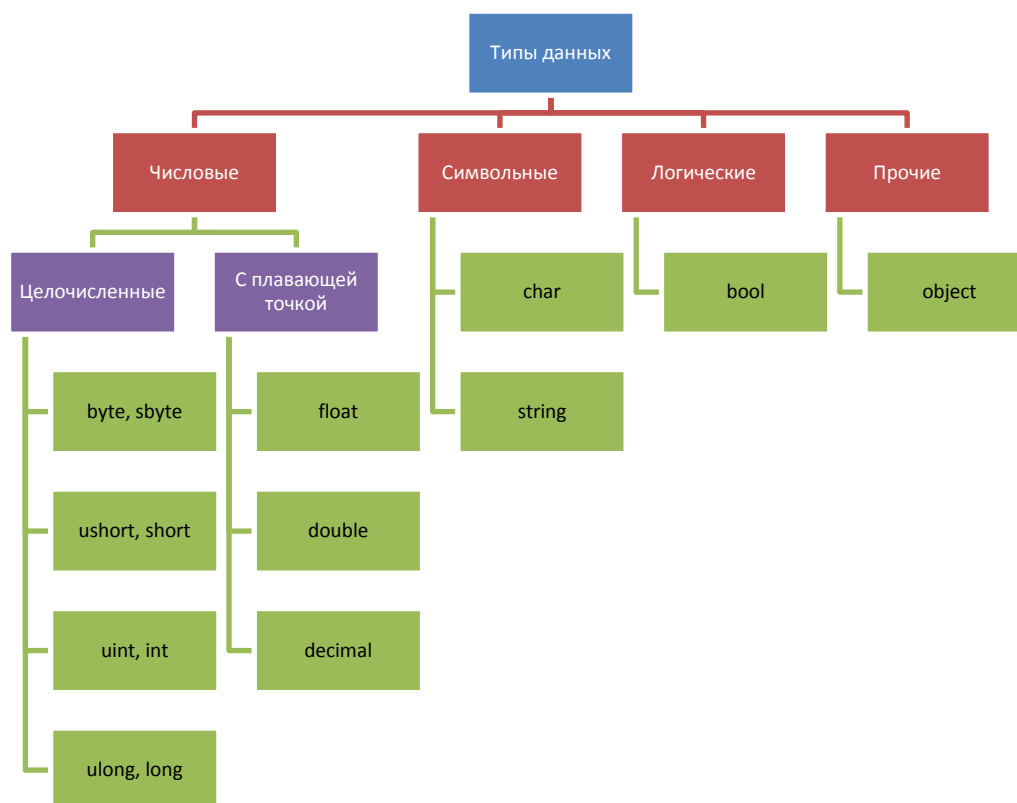 Типы данных
Числовые
Символьные
Логические
Прочие
Целочисленные
С плавающей
точкой
char
bool
object
byte, sbyte
float
string
ushort, short
double
uint, int
decimal
ulong, long